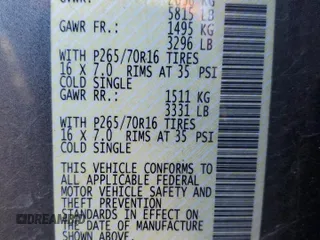 GVWR:
5815 LB
GAWR FR.: 1495 KG
3296 LB
WITH P265/70R16 TIRES
16 X 7.0 RIMS AT 35 PSI
COLD SINGLE
GAWR RR.: 1511 KG
3331 LB
WITH P265/70R16 TIRES
16 X 7.0 RIMS AT 35 PSI
COLD SINGLE
THIS VEHICLE CONFORMS TO
ALL APPLICABLE FEDERAL
MOTOR VEHICLE SAFETY AND
THEFT PREVENTION
STANDARDS IN EFFECT ON
THE DATE OF MANUFACTURE
SHOWN ABOVE.